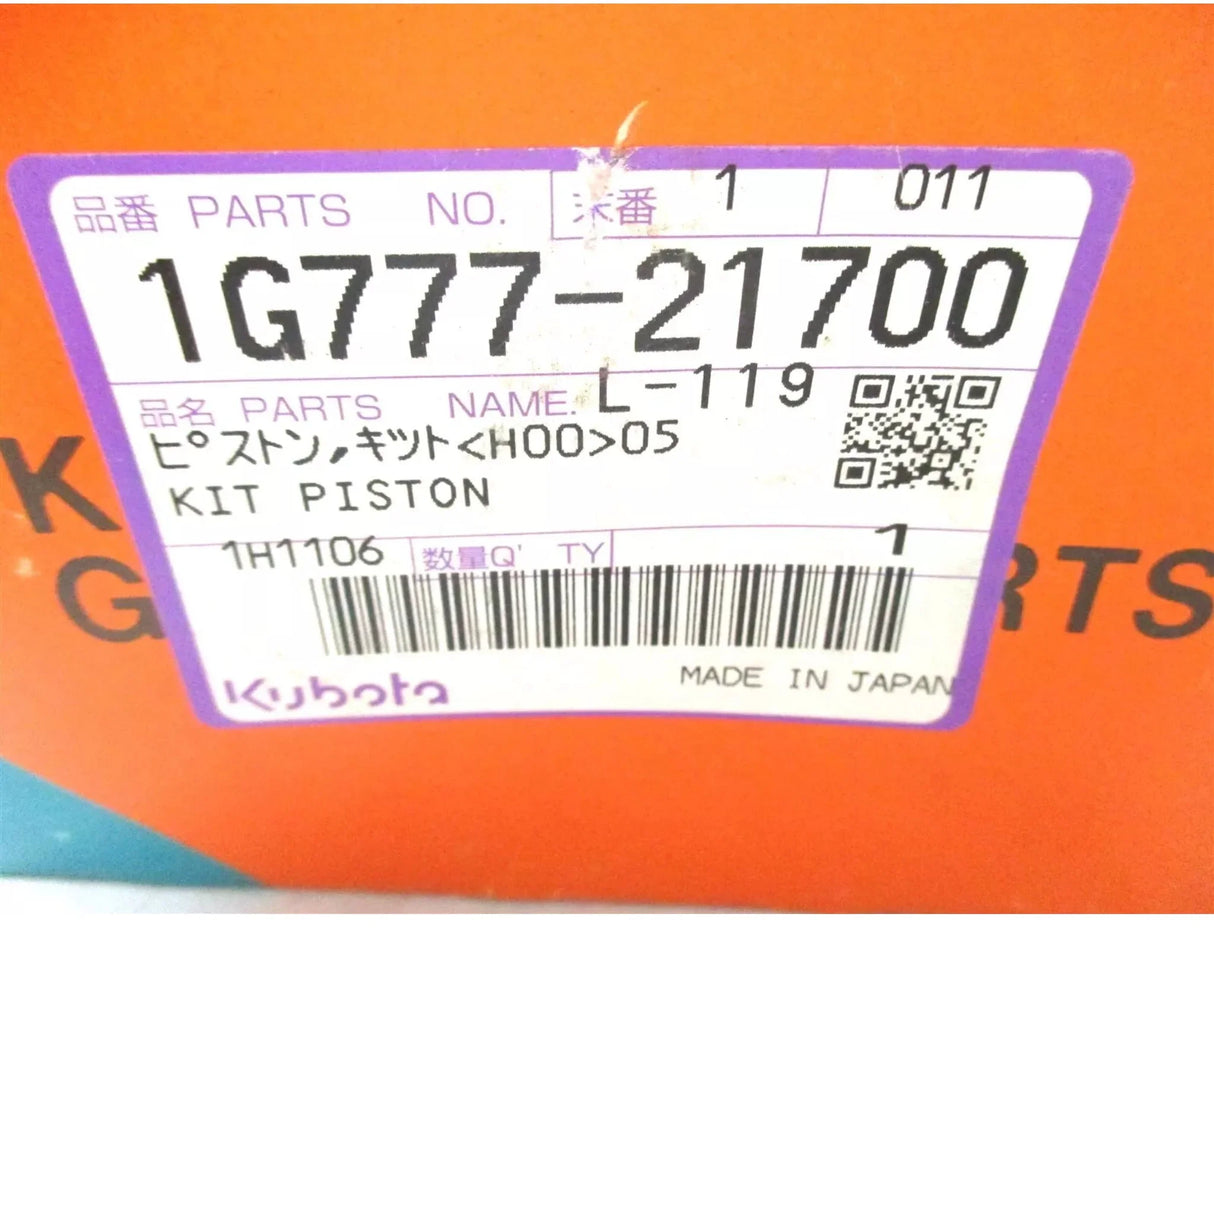 品番 PARTS NO. 番 1 011
1G777-21700
品名 PARTS NAME. L-119
ピストン,キット<H00>05
KIT PISTON
1H1106 数量Q'TY 1
Kubota MADE IN JAPAN
K
G RTS